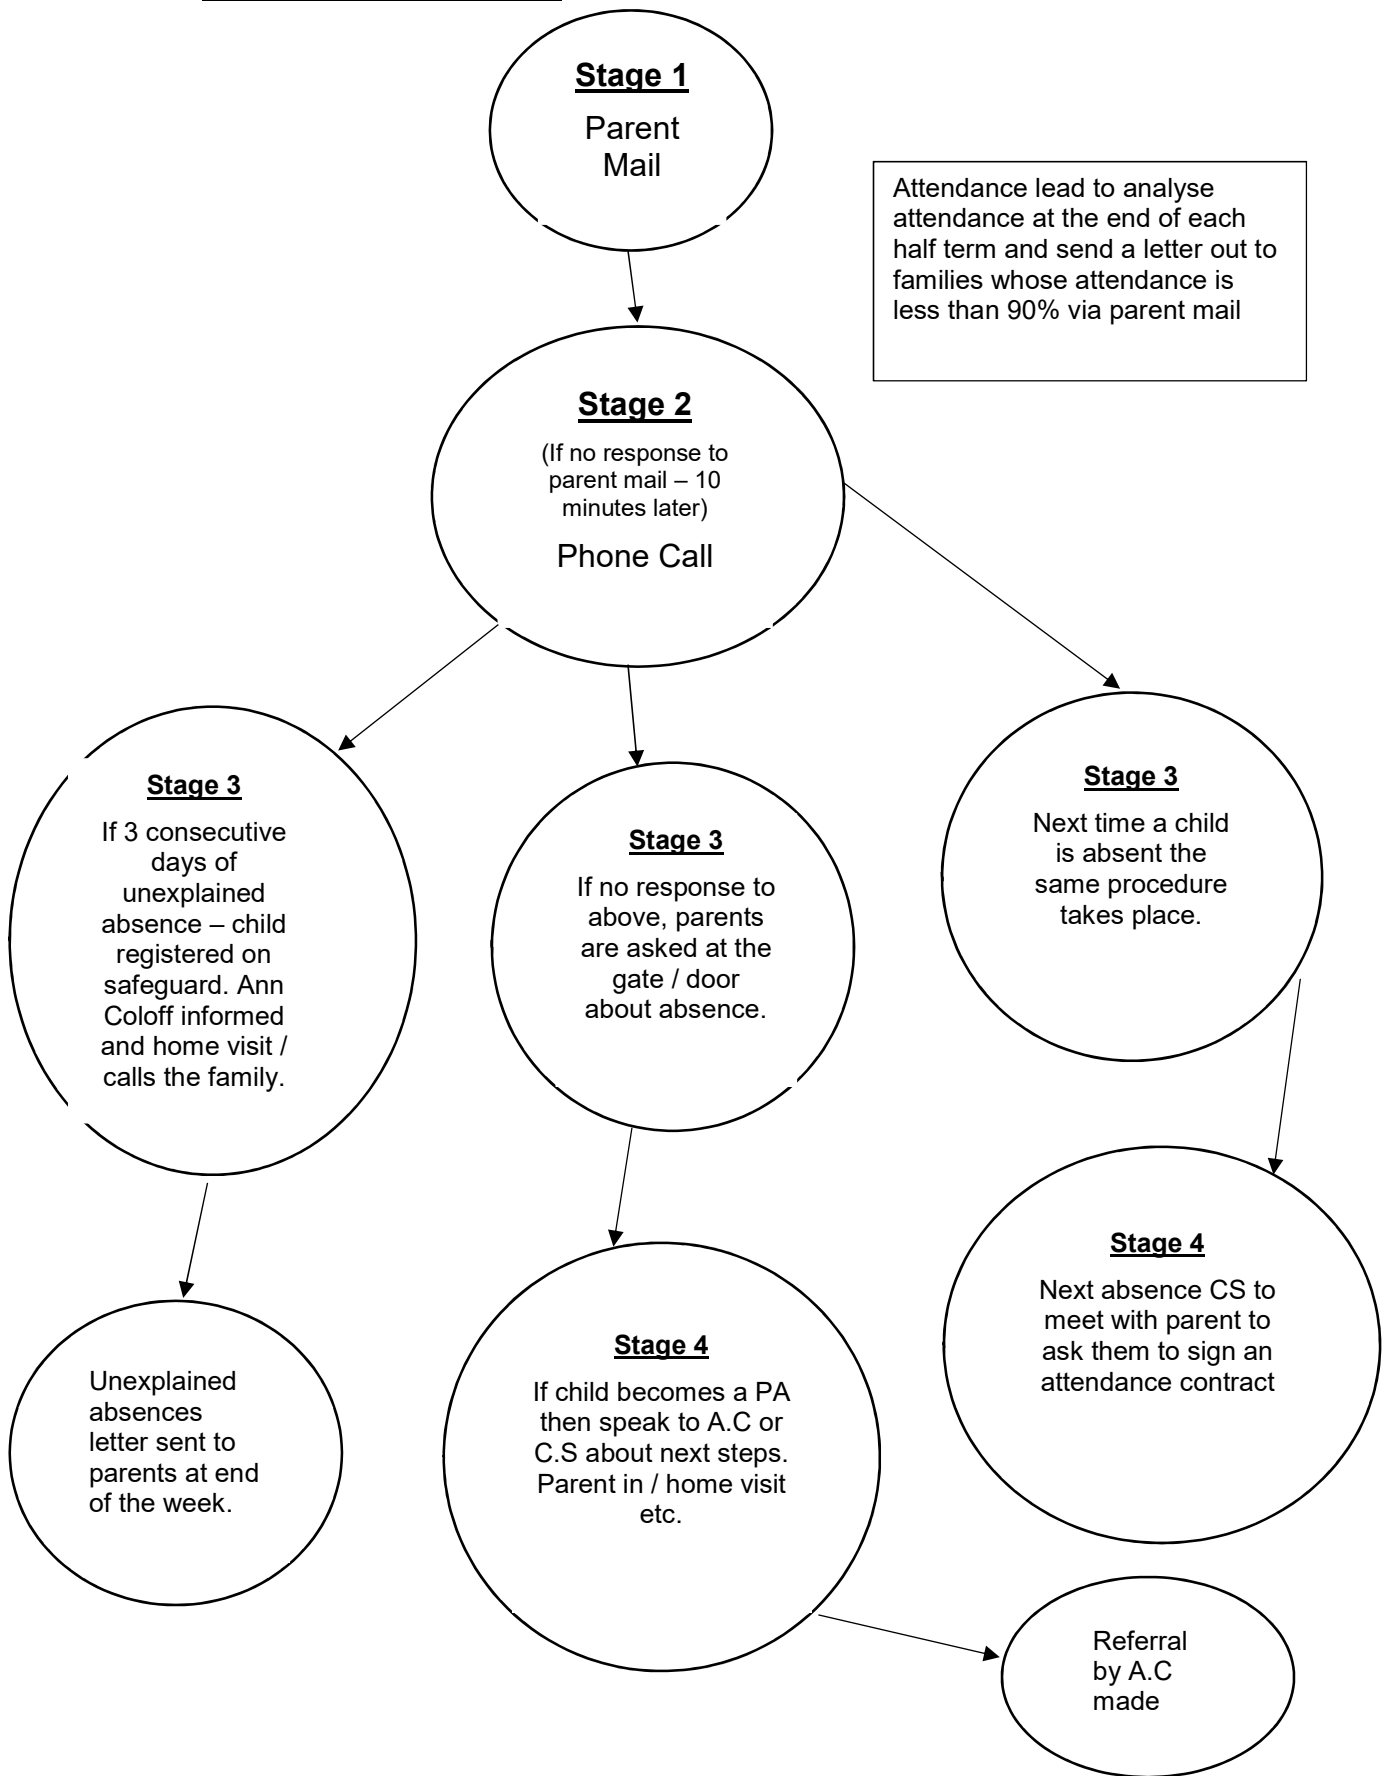 Stage 1
Parent
Mail
Attendance lead to analyse
attendance at the end of each
half term and send a letter out to
families whose attendance is
less than 90% via parent mail
Stage 2
(If no response to
parent mail – 10
minutes later)
Phone Call
Stage 3
If 3 consecutive
days of
unexplained
absence – child
registered on
safeguard. Ann
Coloff informed
and home visit /
calls the family.
Stage 3
If no response to
above, parents
are asked at the
gate / door
about absence.
Stage 3
Next time a child
is absent the
same procedure
takes place.
Unexplained
absences
letter sent to
parents at end
of the week.
Stage 4
If child becomes a PA
then speak to A.C or
C.S about next steps.
Parent in / home visit
etc.
Stage 4
Next absence CS to
meet with parent to
ask them to sign an
attendance contract
Referral
by A.C
made